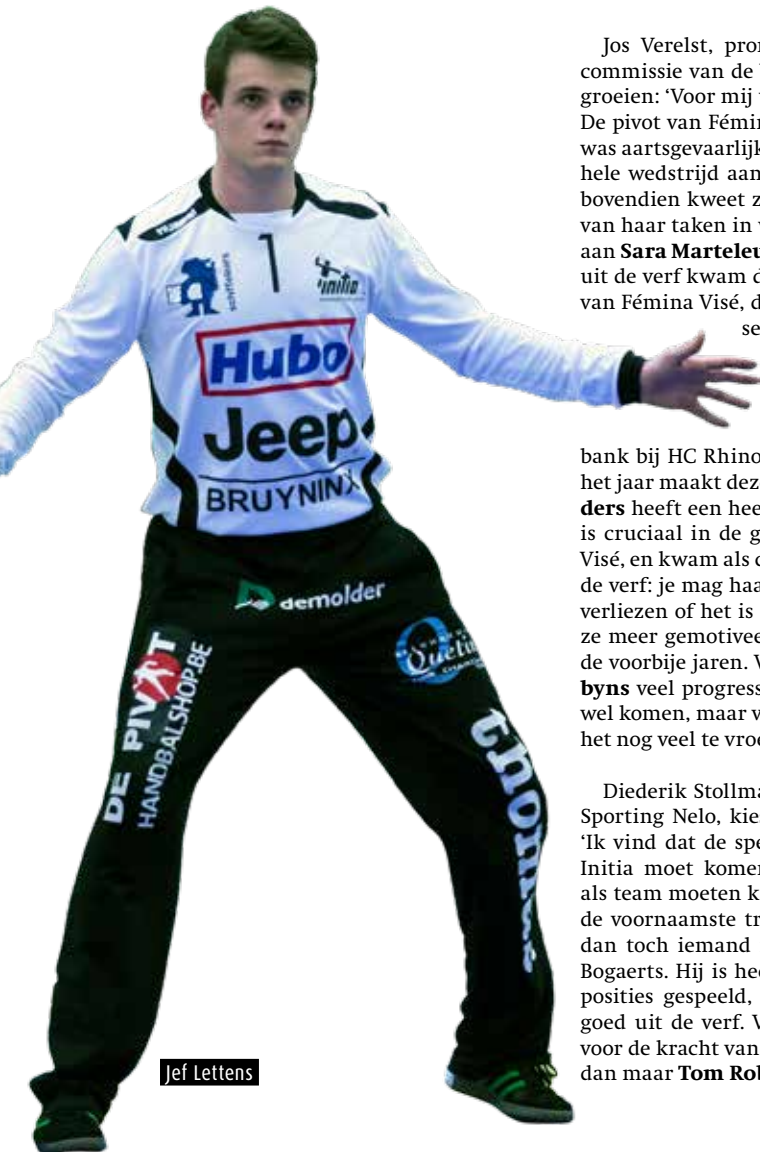 hummel
1
scripteleers
initia
Hubo
Jeep
BRUYNINX
demolder
DE PIVOT
HANDBALSHOP.BE
Jef Lettens
Jos Verelst, pro
commissie van de
groeien: ‘Voor mij
De pivot van Fémi
was aartsgevaarlijk
hele wedstrijd aan
bovendien kweet z
van haar taken in
aan Sara Marteleu
uit de verf kwam d
van Fémina Visé, d
se
bank bij HC Rhino
het jaar maakt dez
ders heeft een hee
is cruciaal in de g
Visé, en kwam als
de verf: je mag haa
verliezen of het is
ze meer gemotivee
de voorbije jaren. V
byns veel progress
wel komen, maar v
het nog veel te vroe
Diederik Stollma
Sporting Nelo, kies
‘Ik vind dat de spe
Initia moet komen
als team moeten k
de voornaamste tr
dan toch iemand
Bogaerts. Hij is hee
posities gespeeld,
goed uit de verf. V
voor de kracht van
dan maar Tom Rob